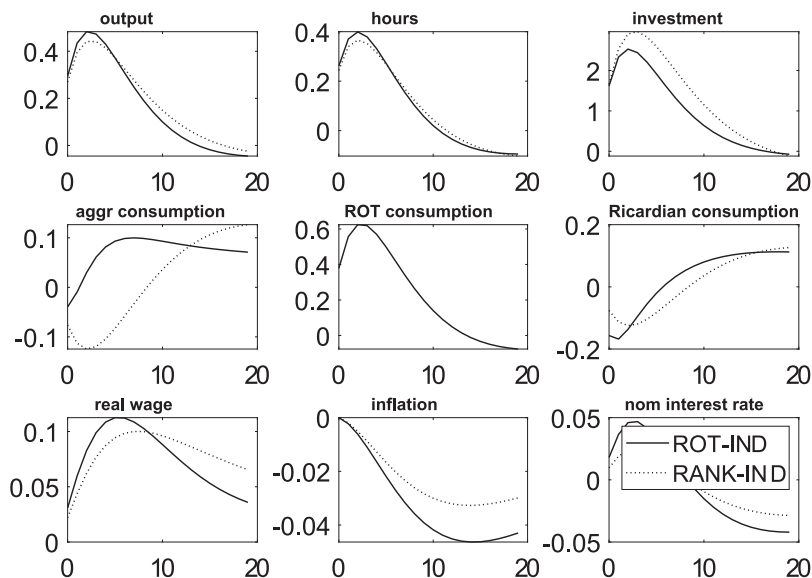 output hours investment
0.4 0.4 2
0.2 0.2 1
0 0 0
0 10 20 0 10 20 0 10 20
aggr consumption ROT consumption Ricardian consumption
0.1 0.6 0.2
0.4
0 0.2 0
-0.1 0 -0.2
0 10 20 0 10 20 0 10 20
real wage inflation nom interest rate
0 0.05
0.1 ROT-IND
-0.02 0
0.05 RANK-IND
-0.04
0 -0.05
0 10 20 0 10 20 0 10 20